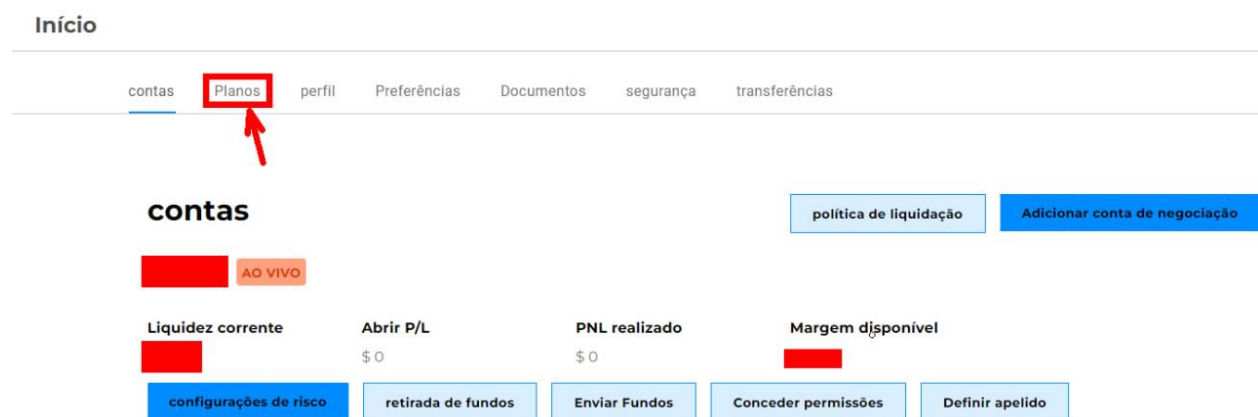 Início
contas Planos perfil Preferências Documentos segurança transferências
contas
política de liquidação Adicionar conta de negociação
AO VIVO
Liquidez corrente Abrir P/L PNL realizado Margem disponível
$ 0 $ 0
configurações de risco retirada de fundos Enviar Fundos Conceder permissões Definir apelido